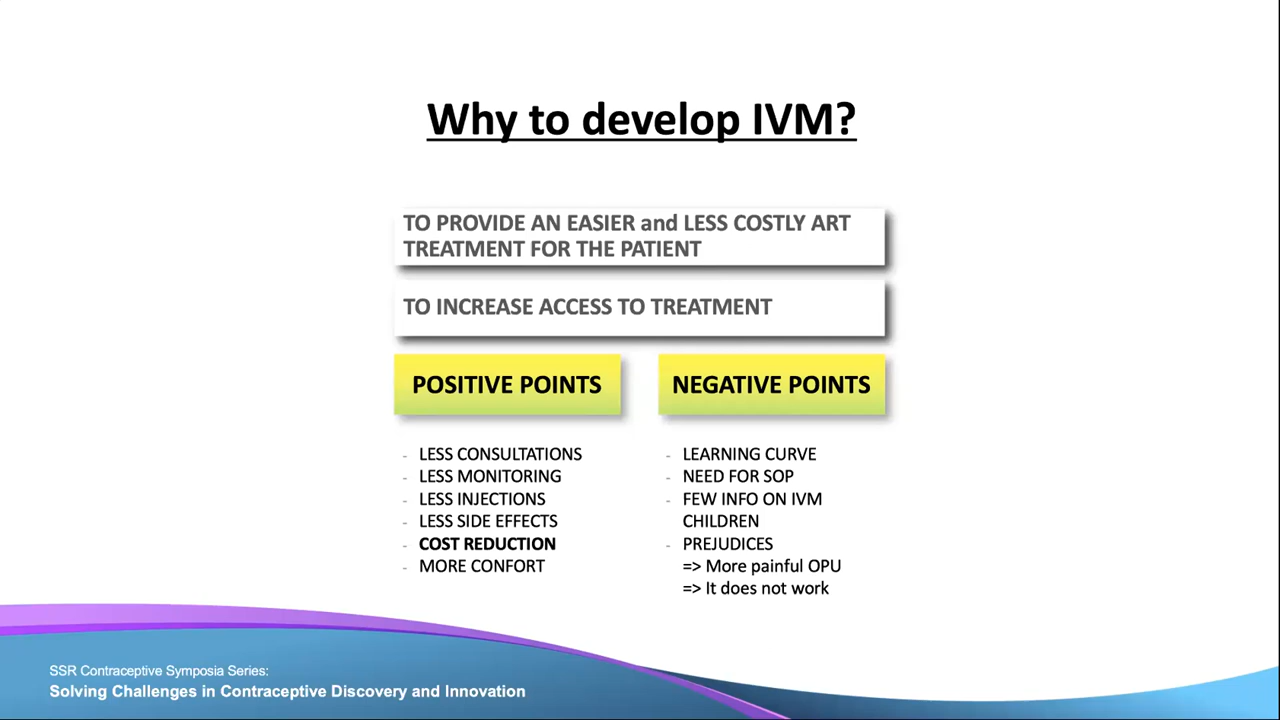 Why to develop IVM?
TO PROVIDE AN EASIER and LESS COSTLY ART
TREATMENT FOR THE PATIENT
TO INCREASE ACCESS TO TREATMENT
POSITIVE POINTS
- LESS CONSULTATIONS
- LESS MONITORING
- LESS INJECTIONS
- LESS SIDE EFFECTS
- COST REDUCTION
- MORE CONFORT
NEGATIVE POINTS
- LEARNING CURVE
- NEED FOR SOP
- FEW INFO ON IVM
CHILDREN
- PREJUDICES
=> More painful OPU
=> It does not work
SSR Contraceptive Symposia Series:
Solving Challenges in Contraceptive Discovery and Innovation